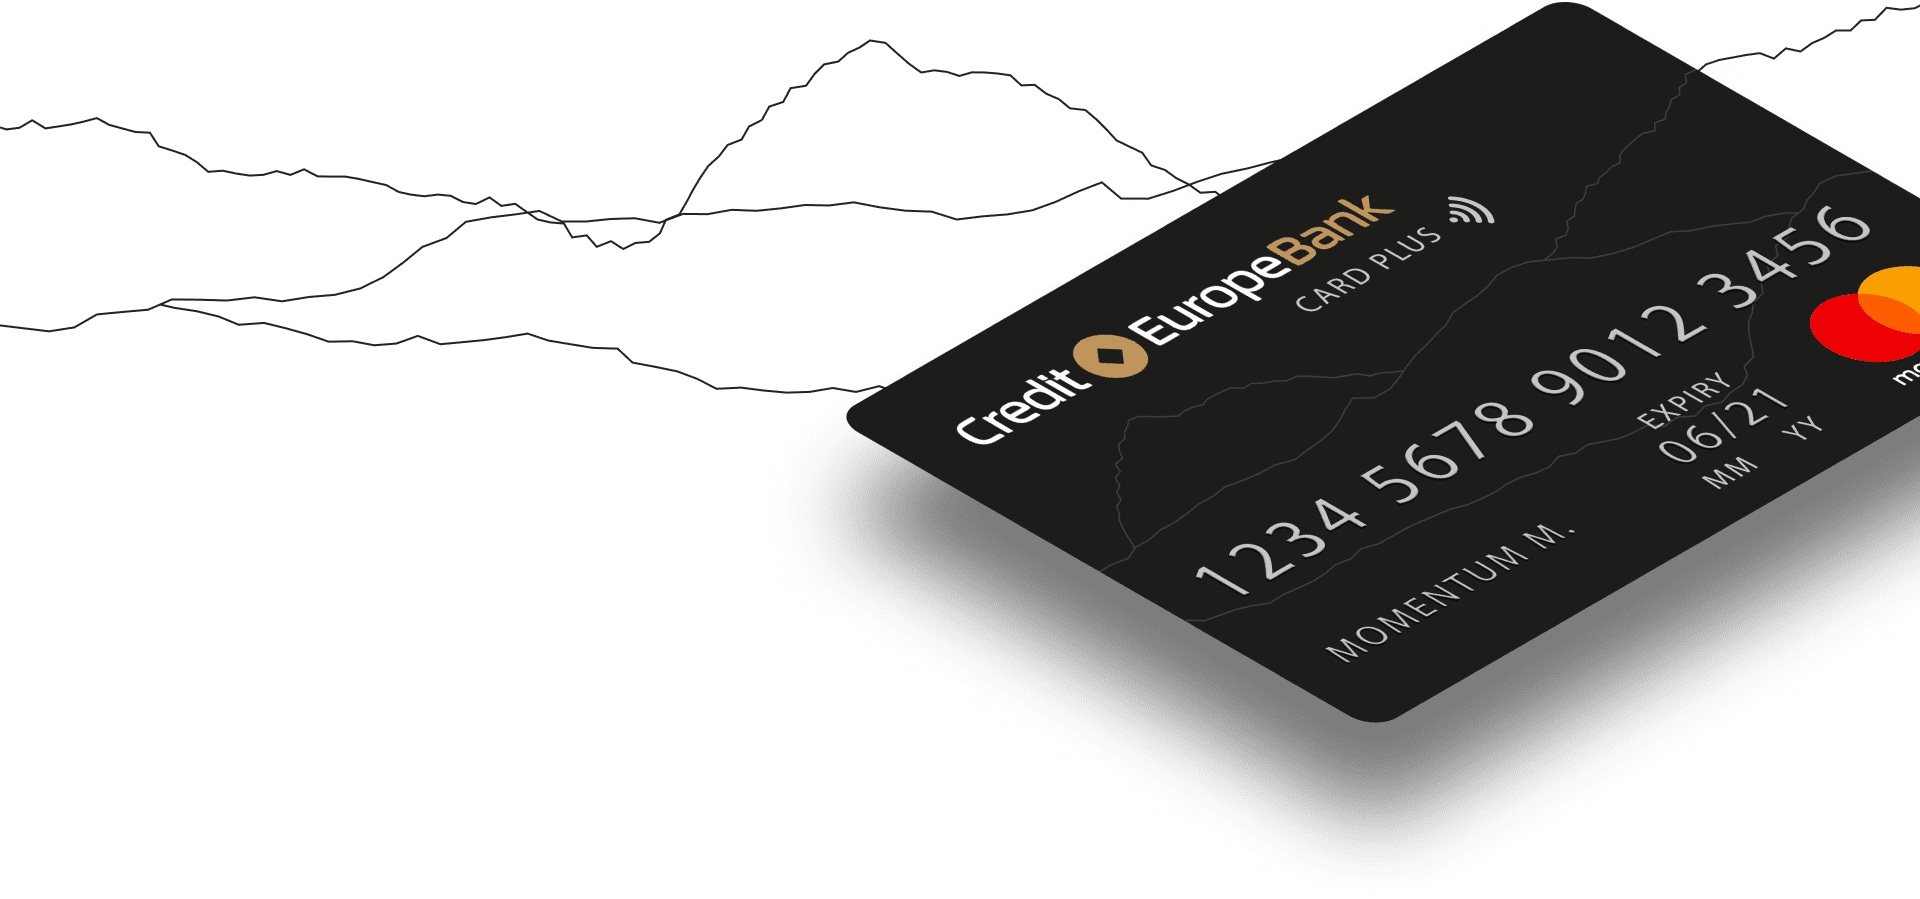 Credit EuropeBank
CARD PLUS
1234 5678 9012 3456
EXPIRY
06/21
MM YY
MOMENTUM M.